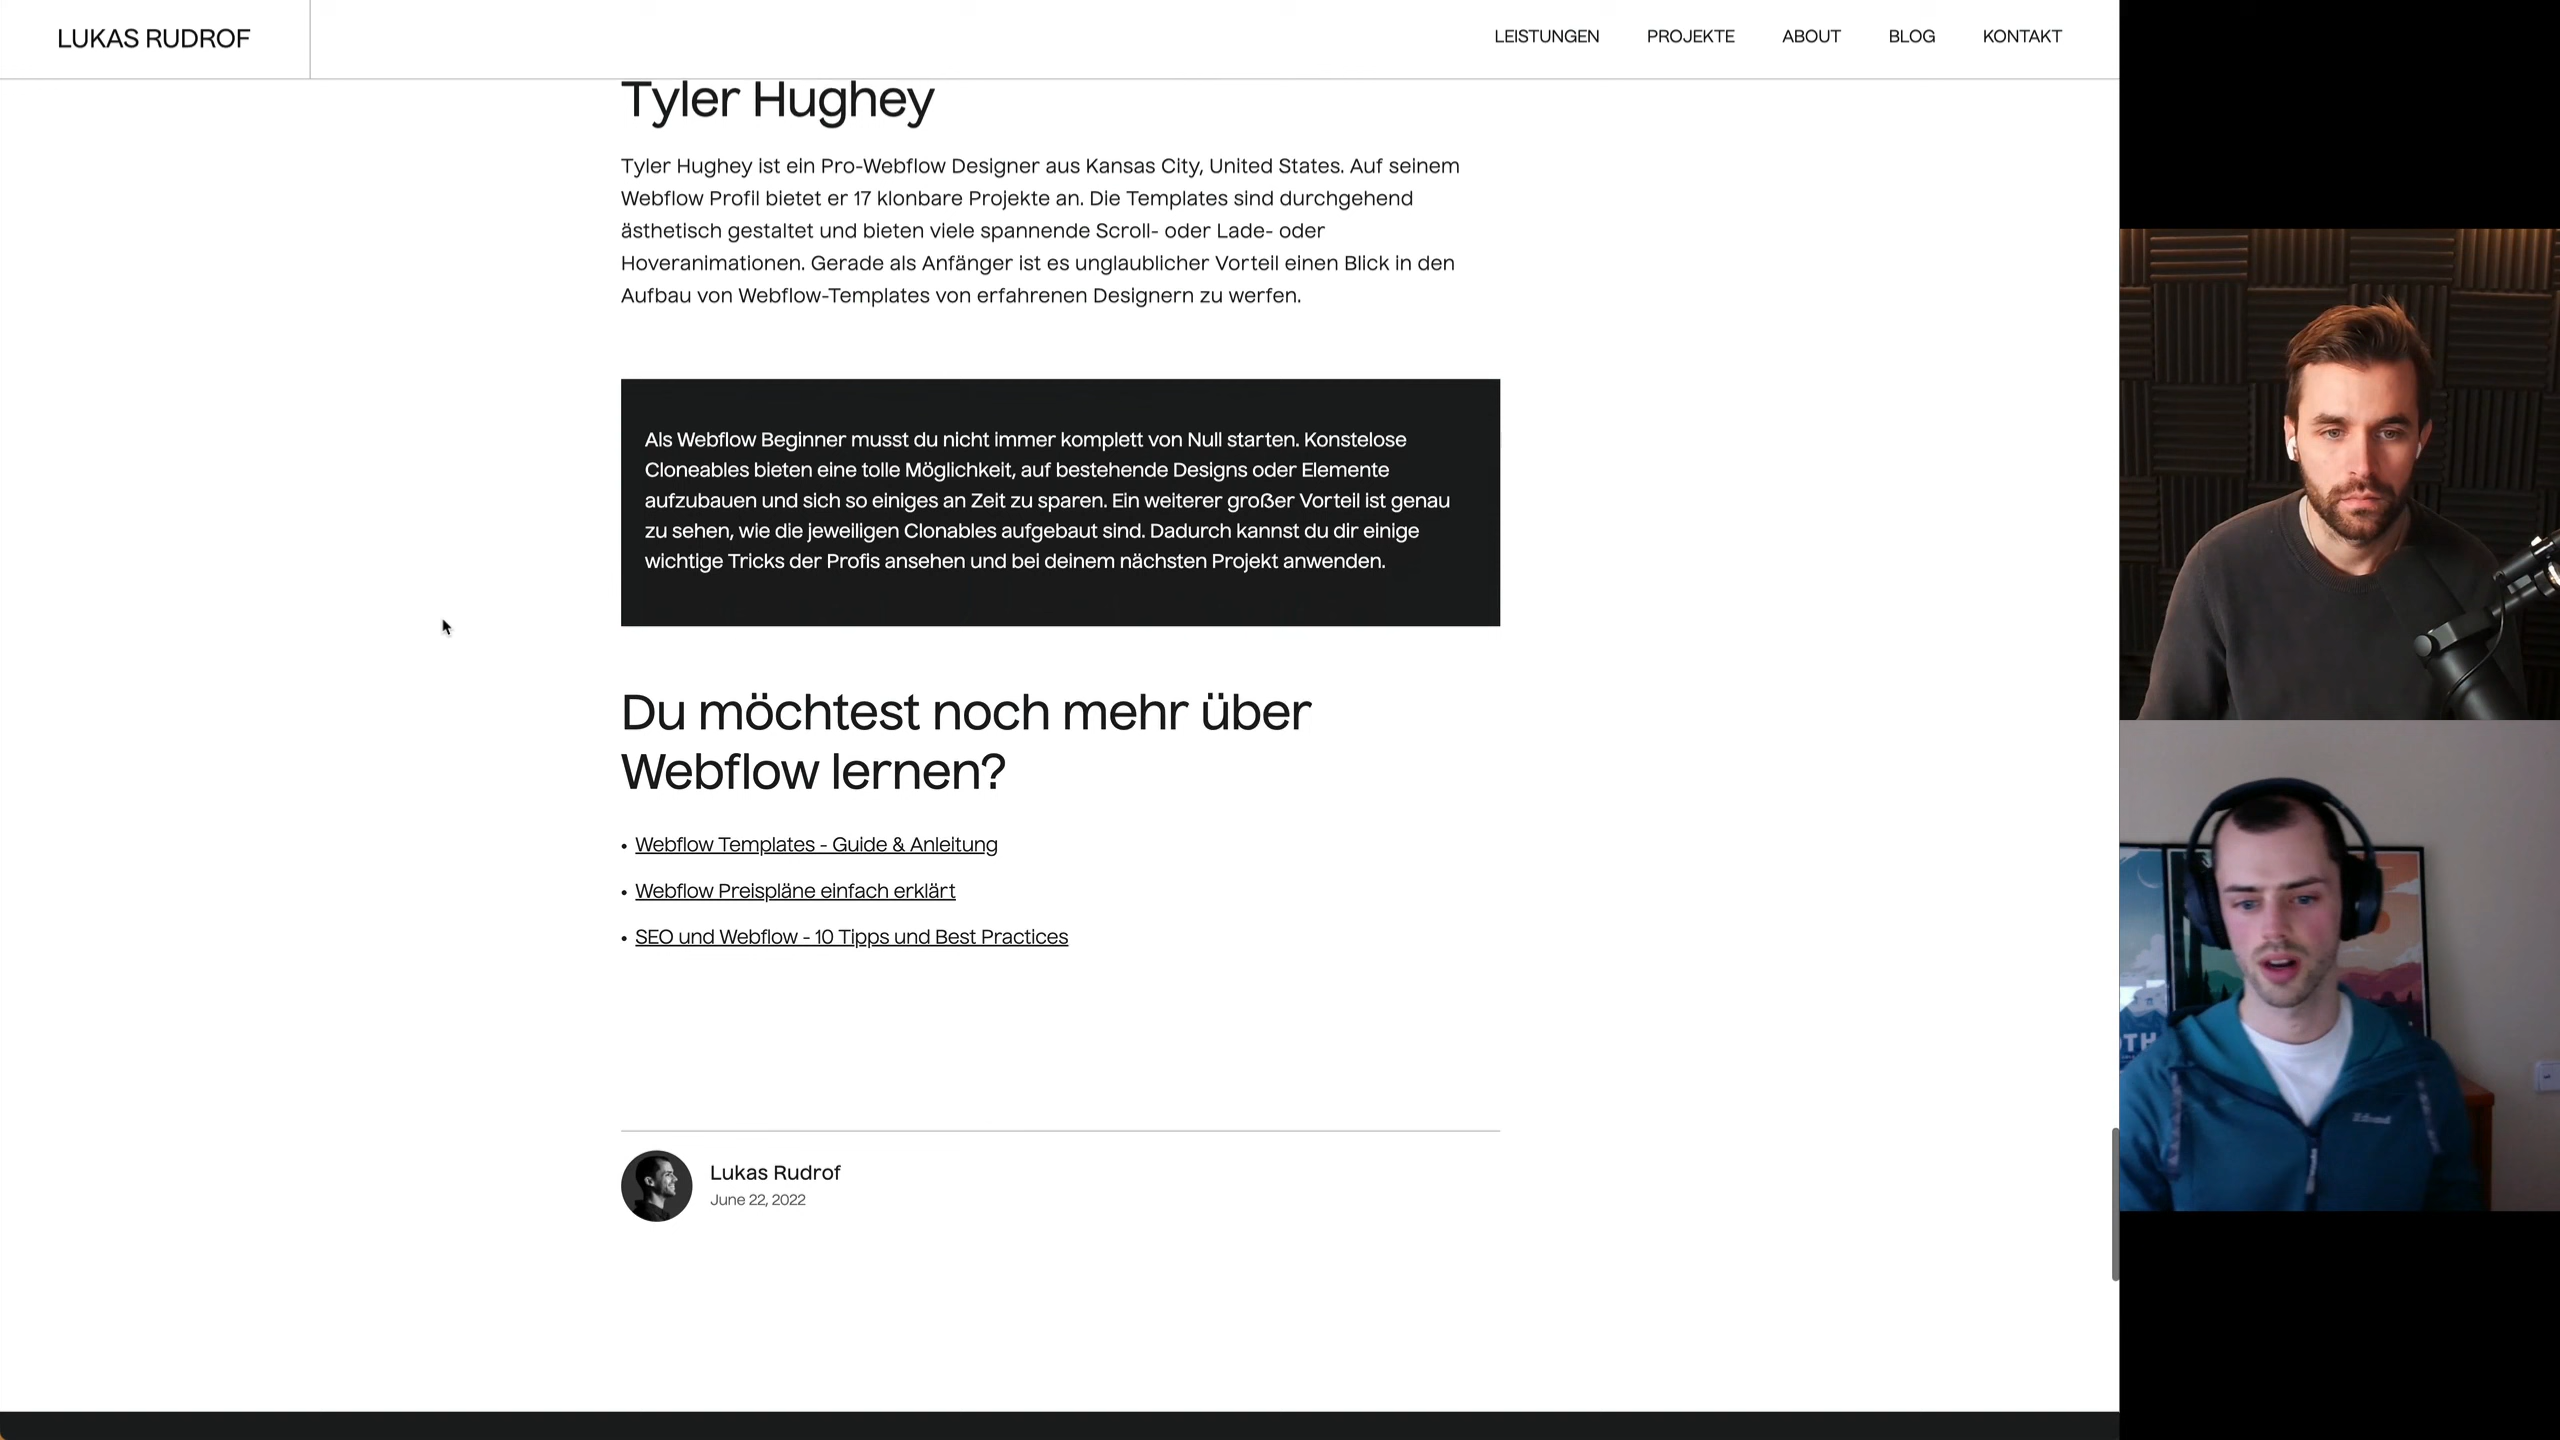 LUKAS RUDROF
LEISTUNGEN PROJEKTE ABOUT BLOG KONTAKT
Tyler Hughey
Tyler Hughey ist ein Pro-Webflow Designer aus Kansas City, United States. Auf seinem
Webflow Profil bietet er 17 klonbare Projekte an. Die Templates sind durchgehend
ästhetisch gestaltet und bieten viele spannende Scroll- oder Lade- oder
Hoveranimationen. Gerade als Anfänger ist es unglaublicher Vorteil einen Blick in den
Aufbau von Webflow-Templates von erfahrenen Designern zu werfen.
Als Webflow Beginner musst du nicht immer komplett von Null starten. Konstelose
Cloneables bieten eine tolle Möglichkeit, auf bestehende Designs oder Elemente
aufzubauen und sich so einiges an Zeit zu sparen. Ein weiterer großer Vorteil ist genau
zu sehen, wie die jeweiligen Clonables aufgebaut sind. Dadurch kannst du dir einige
wichtige Tricks der Profis ansehen und bei deinem nächsten Projekt anwenden.
Du möchtest noch mehr über
Webflow lernen?
• Webflow Templates - Guide & Anleitung
• Webflow Preispläne einfach erklärt
• SEO und Webflow - 10 Tipps und Best Practices
Lukas Rudrof
June 22, 2022